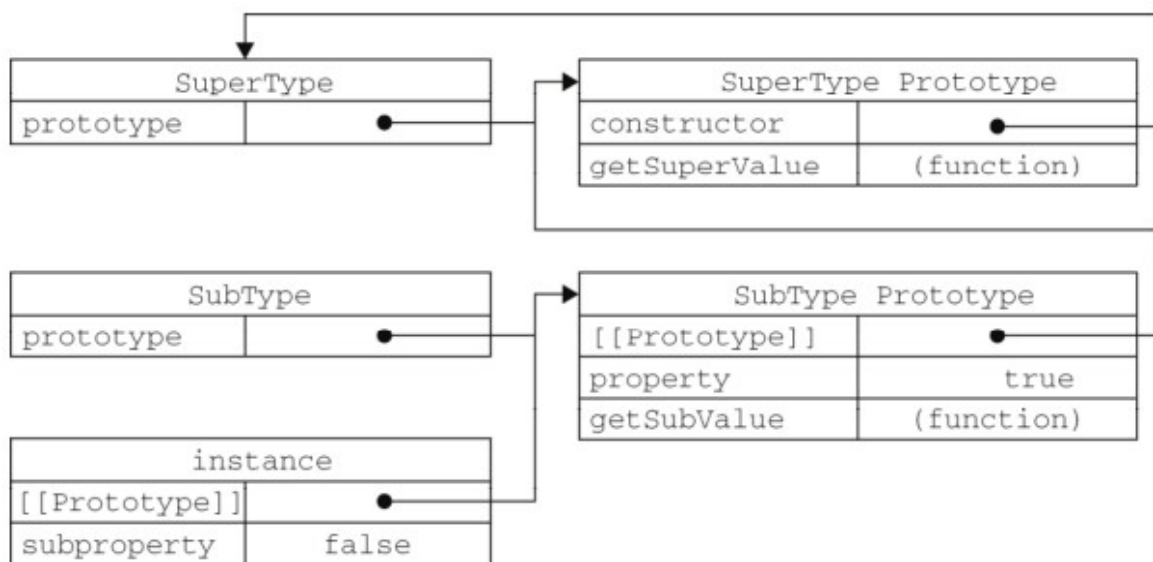 SuperType
prototype
SuperType Prototype
constructor
getSuperValue (function)
SubType
prototype
SubType Prototype
[[Prototype]]
property true
getSubValue (function)
instance
[[Prototype]]
subproperty false